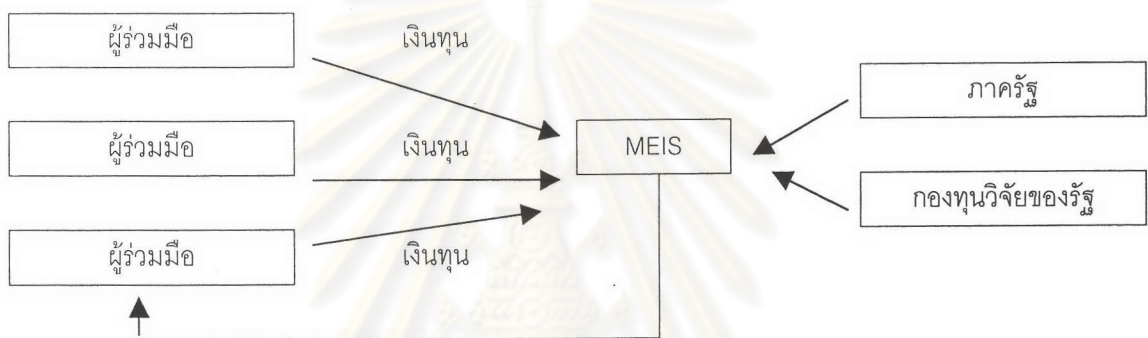 ผู้ร่วมมือ
เงินทุน
ภาครัฐ
ผู้ร่วมมือ
เงินทุน
MEIS
กองทุนวิจัยของรัฐ
ผู้ร่วมมือ
เงินทุน